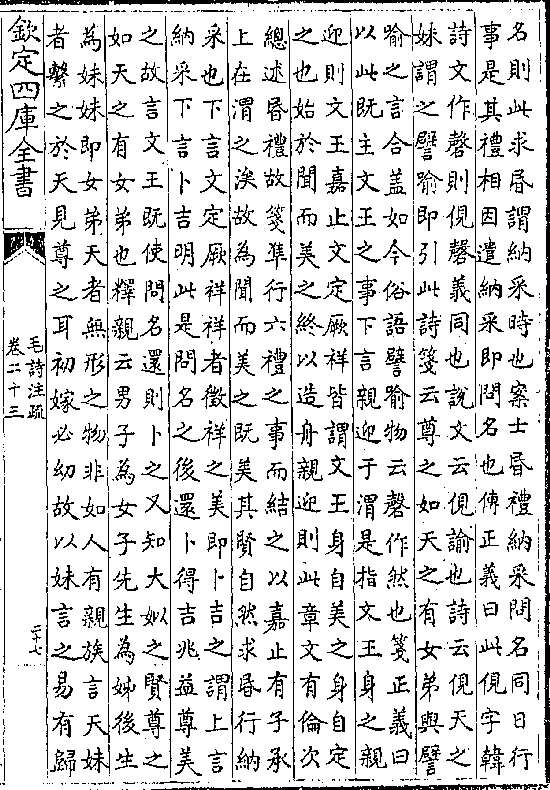 名則此求昏謂納采時也案士昏禮納采問名同日行
事是其禮相因遣納采即問名也傳正義曰此俔字韓
詩文作磬則俔磬義同也說文云俔諭也詩云俔天之
妹謂之譬喻即引此詩箋云尊之如天之有女弟與譬
喻之言合蓋如今俗語譬喻物云磬作然也箋正義曰
以此既主文王之事下言親迎于渭是指文王身之親
迎則文王嘉止文定厥祥皆謂文王身自美之身自定
之也始於聞而美之終以造舟親迎則此章文有倫次
總述昏禮故箋準行六禮之事而結之以嘉止有子承
上在渭之涘故為聞而美之既美其賢自然求昏行納
采也下言文定厥祥祥者徵祥之美即卜吉之謂上言
納采下言卜吉明此是問名之後還卜得吉兆益尊美
之故言文王既使問名還則卜之又知大姒之賢尊之
如天之有女弟也釋親云男子為女子先生為姊後生
為妹妹即女弟天者無形之物非如人有親族言天妹
者繫之於天見尊之耳初嫁必幼故以妹言之易有歸
欽定四庫全書
毛詩注疏
卷二十三
二十七